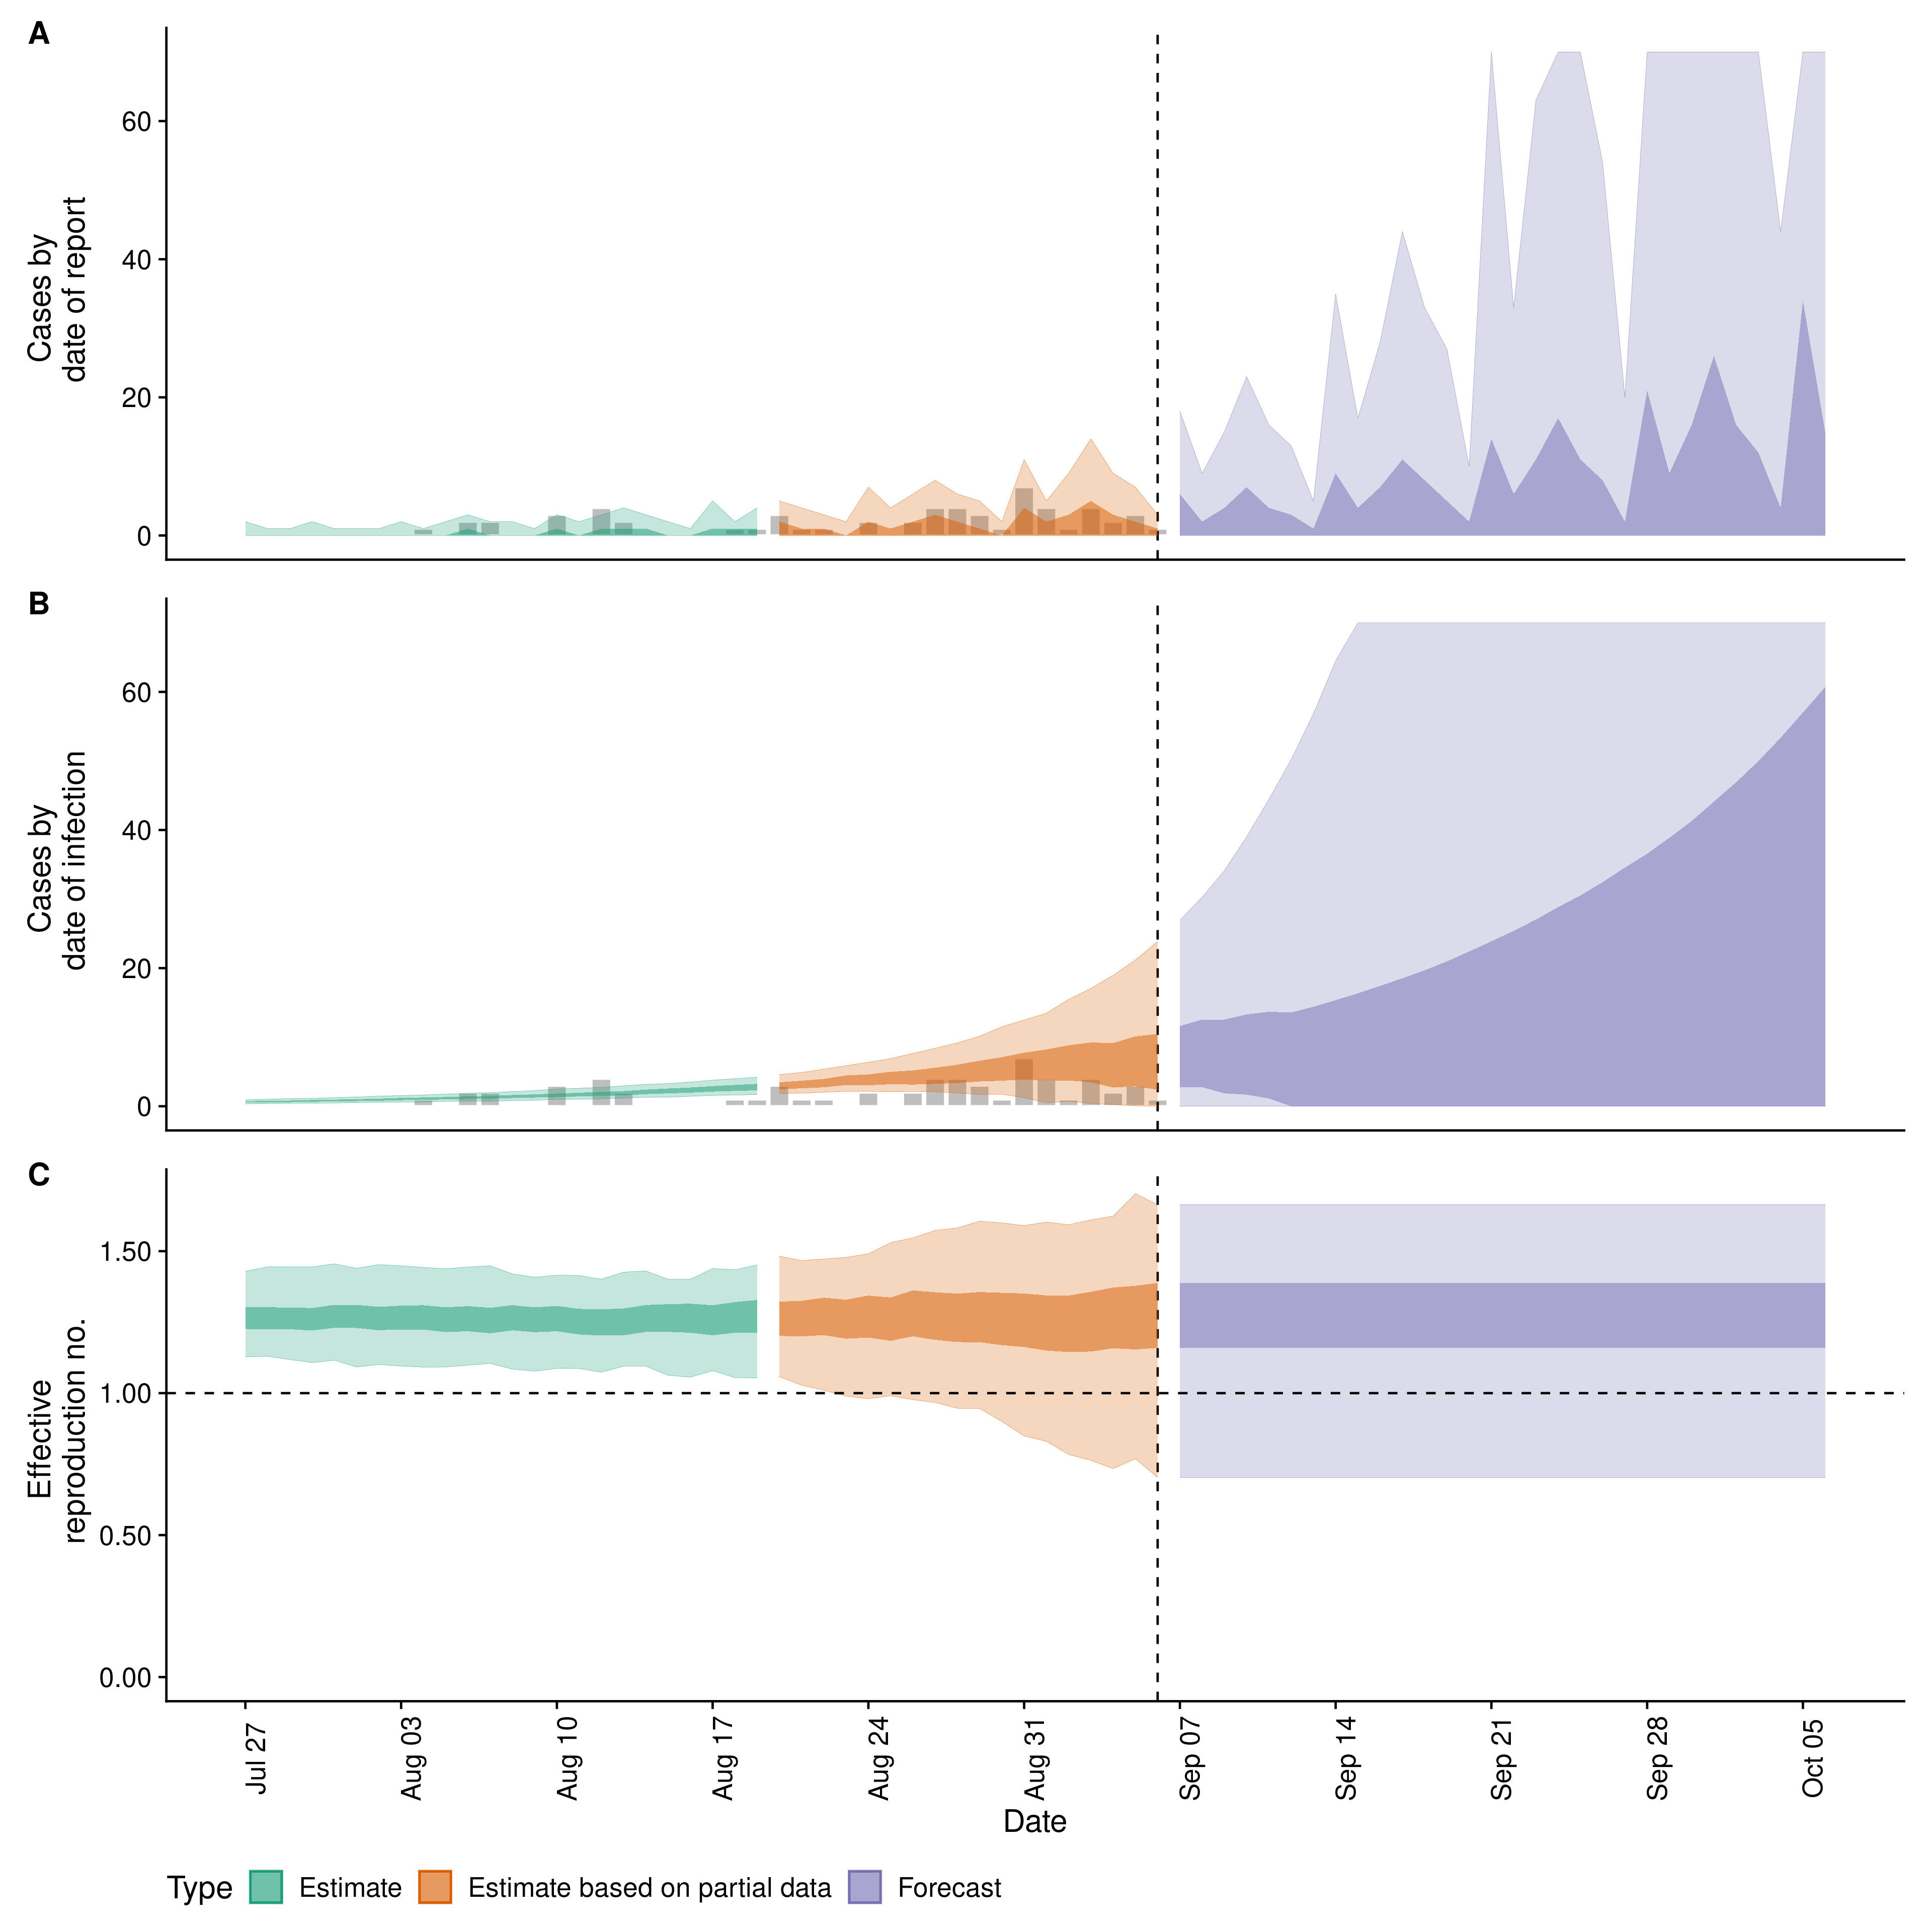 A
Cases by
date of report
60
40
20
0
B
Cases by
date of infection
60
40
20
0
C
Effective
reproduction no.
1.50
1.00
0.50
0.00
Jul 27
Aug 03
Aug 10
Aug 17
Aug 24
Aug 31
Sep 07
Sep 14
Sep 21
Sep 28
Oct 05
Date
Type
Estimate
Estimate based on partial data
Forecast